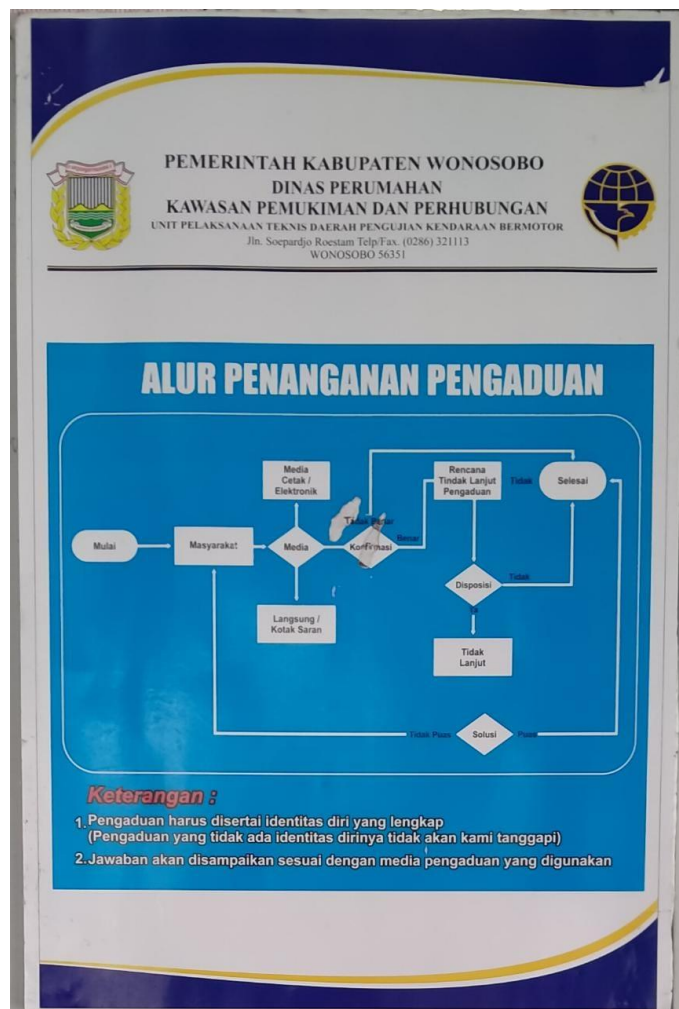 PEMERINTAH KABUPATEN WONOSOBO
DINAS PERUMAHAN
KAWASAN PEMUKIMAN DAN PERHUBUNGAN
UNIT PELAKSANAAN TEKNIS DAERAH PENGUJIAN KENDARAAN BERMOTOR
Jln. Soepardjo Roestam Telp/Fax. (0286) 321113
WONOSOBO 56351
ALUR PENANGANAN PENGADUAN
Mulai
Masyarakat
Media
Cetak /
Elektronik
Media
Langsung /
Kotak Saran
Tidak Benar
Konfirmasi
Benar
Rencana
Tindak Lanjut
Pengaduan
Tidak
Selesai
Disposisi
Tidak
Ya
Tidak
Lanjut
Tidak Puas
Solusi
Puas
Keterangan :
1. Pengaduan harus disertai identitas diri yang lengkap
(Pengaduan yang tidak ada identitas dirinya tidak akan kami tanggapi)
2. Jawaban akan disampaikan sesuai dengan media pengaduan yang digunakan